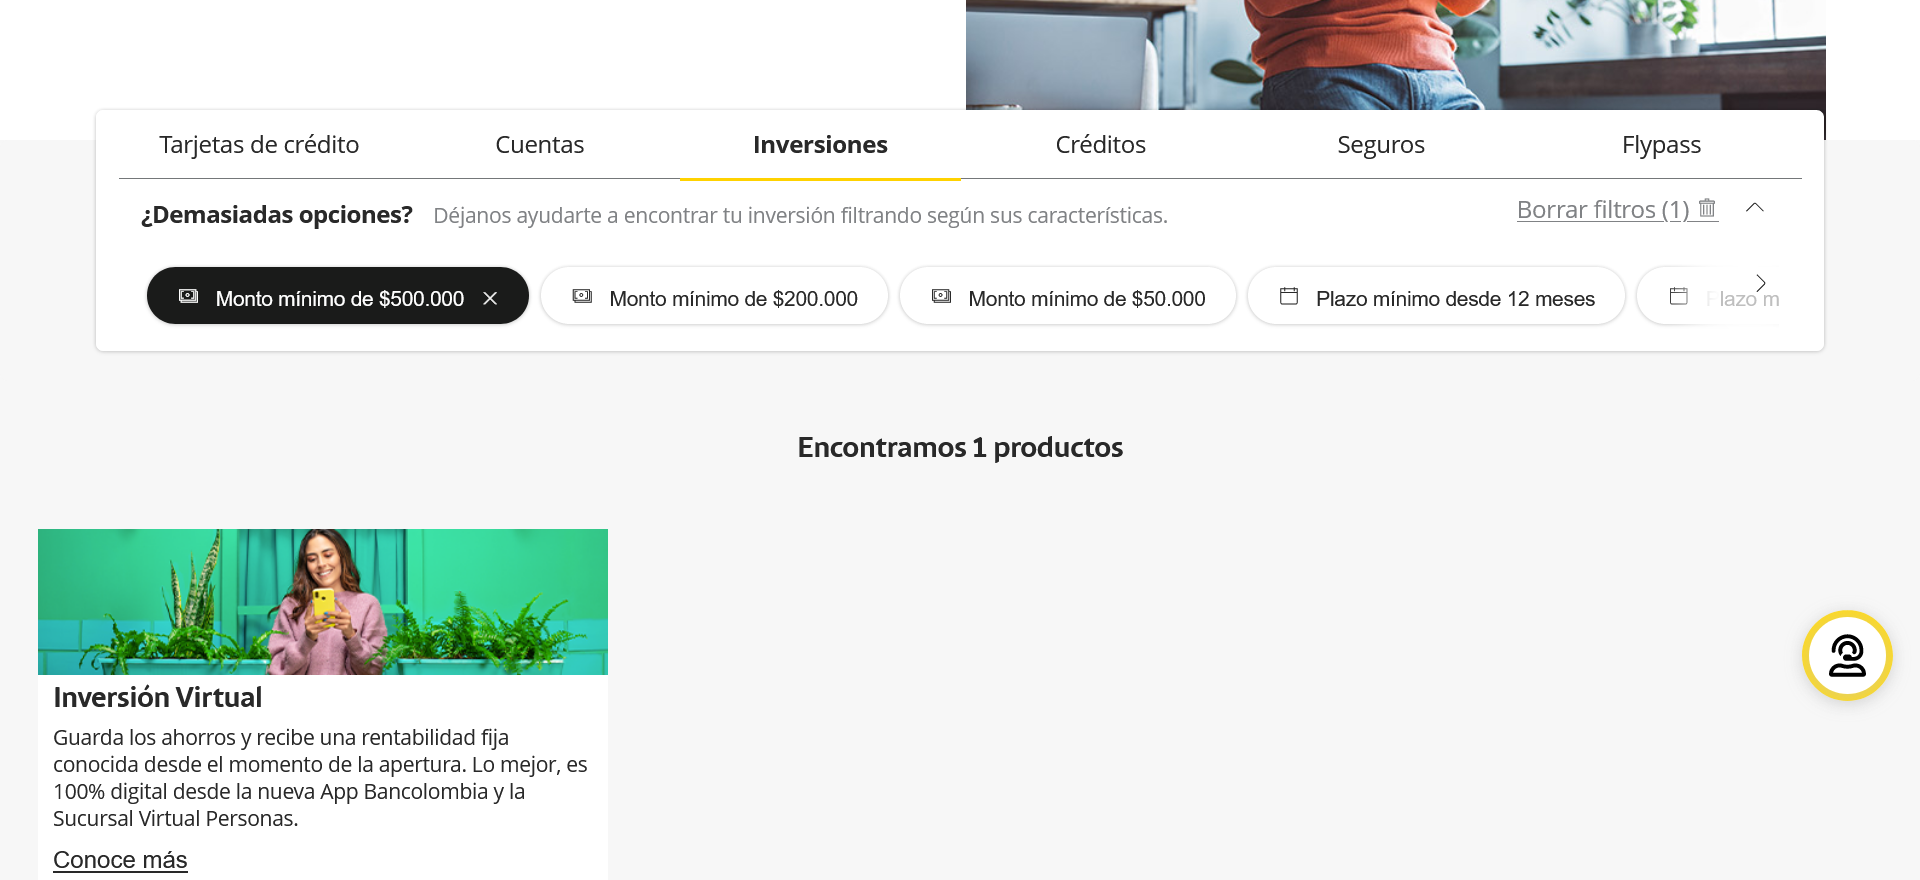 Tarjetas de crédito
Cuentas
Inversiones
Créditos
Seguros
Flypass
¿Demasiadas opciones? Déjanos ayudarte a encontrar tu inversión filtrando según sus características.
Borrar filtros (1)
Monto mínimo de $500.000
Monto mínimo de $200.000
Monto mínimo de $50.000
Plazo mínimo desde 12 meses
Plazo m
Encontramos 1 productos
Inversión Virtual
Guarda los ahorros y recibe una rentabilidad fija
conocida desde el momento de la apertura. Lo mejor, es
100% digital desde la nueva App Bancolombia y la
Sucursal Virtual Personas.
Conoce más